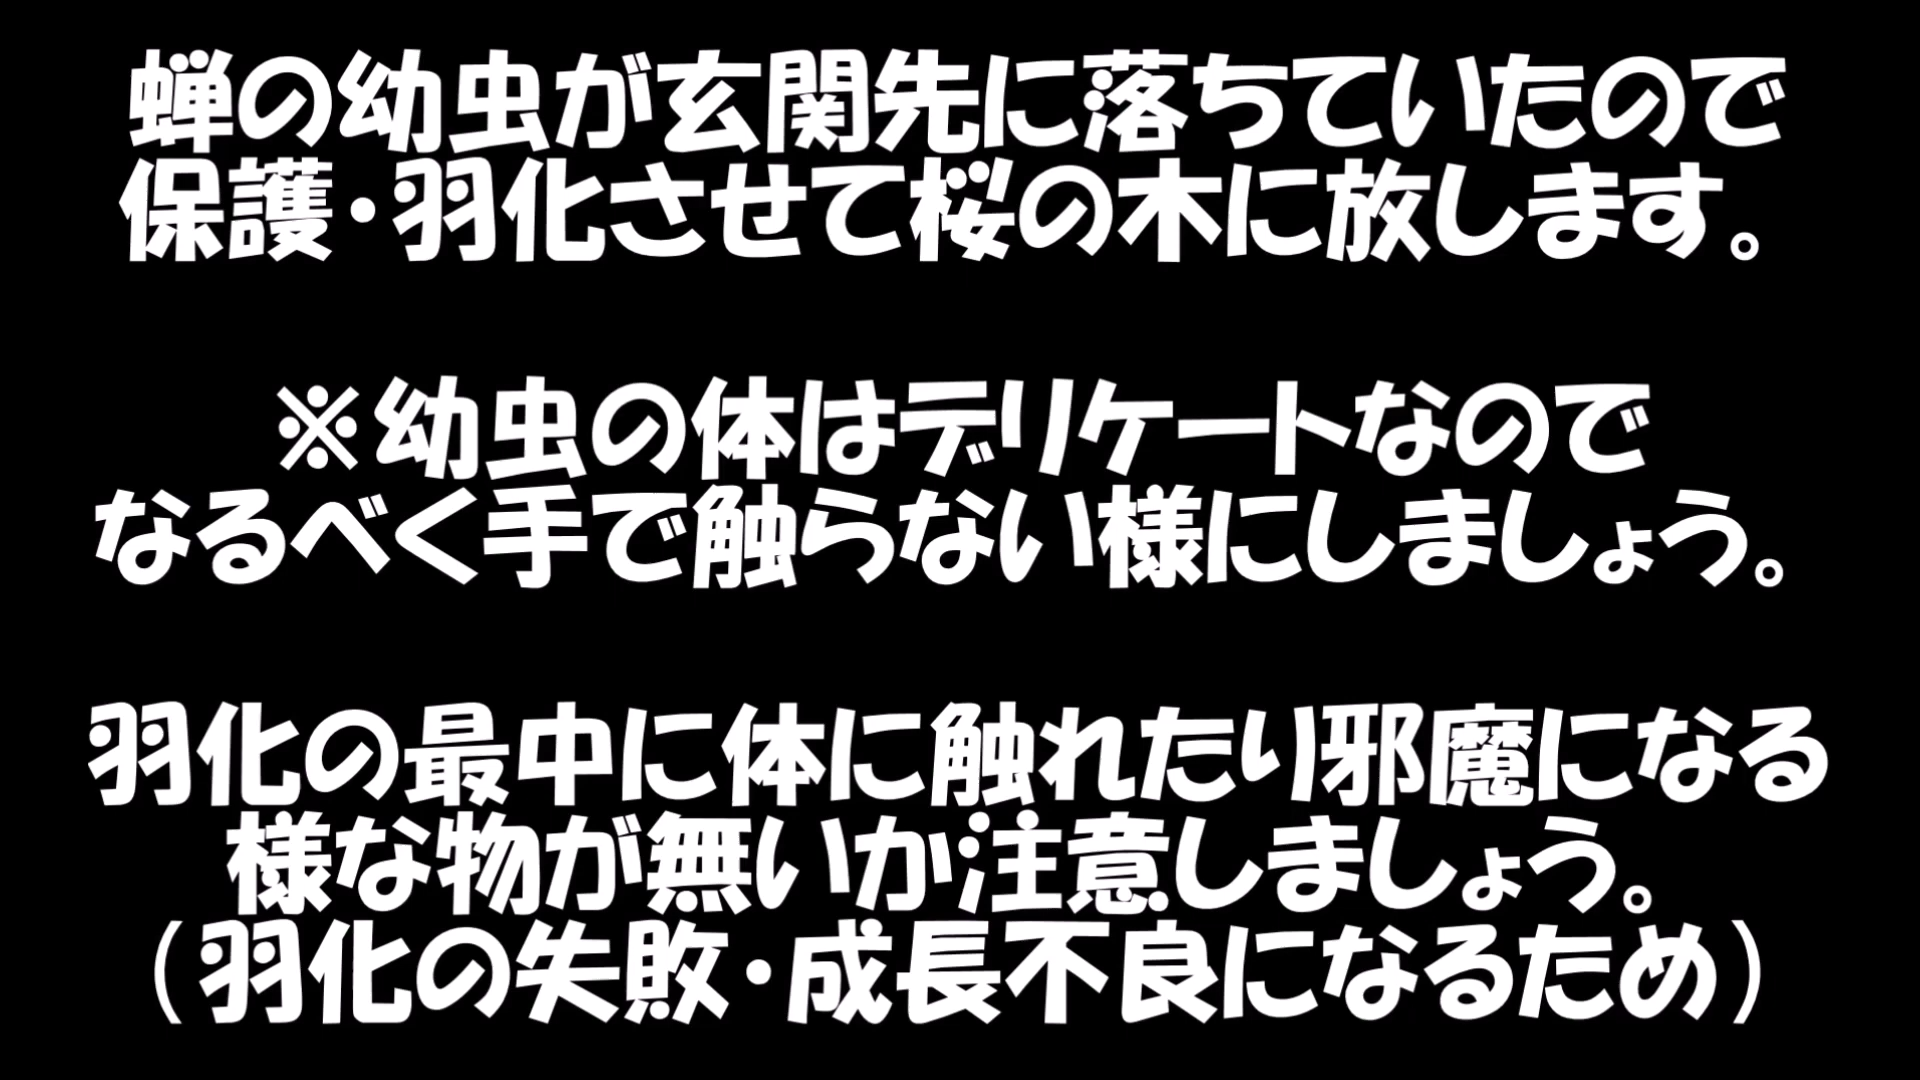 蝉の幼虫が玄関先に落ちていたので
保護・羽化させて桜の木に放します。
※幼虫の体はデリケートなので
なるべく手で触らない様にしましょう。
羽化の最中に体に触れたり邪魔になる
様な物が無いか注意しましょう。
（羽化の失敗・成長不良になるため）